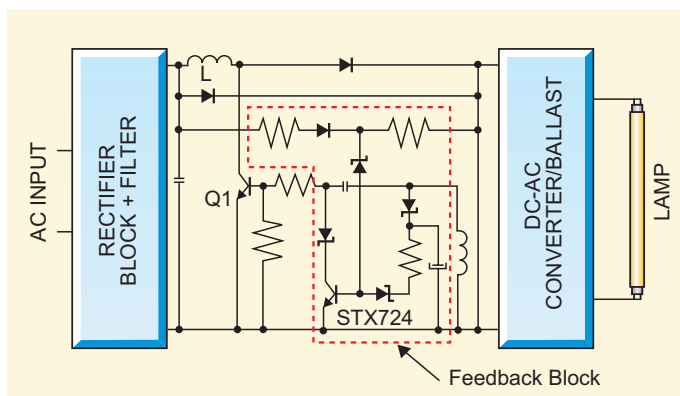 AC INPUT
RECTIFIER
BLOCK + FILTER
L
Q1
STX724
DC-AC
CONVERTER/BALLAST
LAMP
Feedback Block